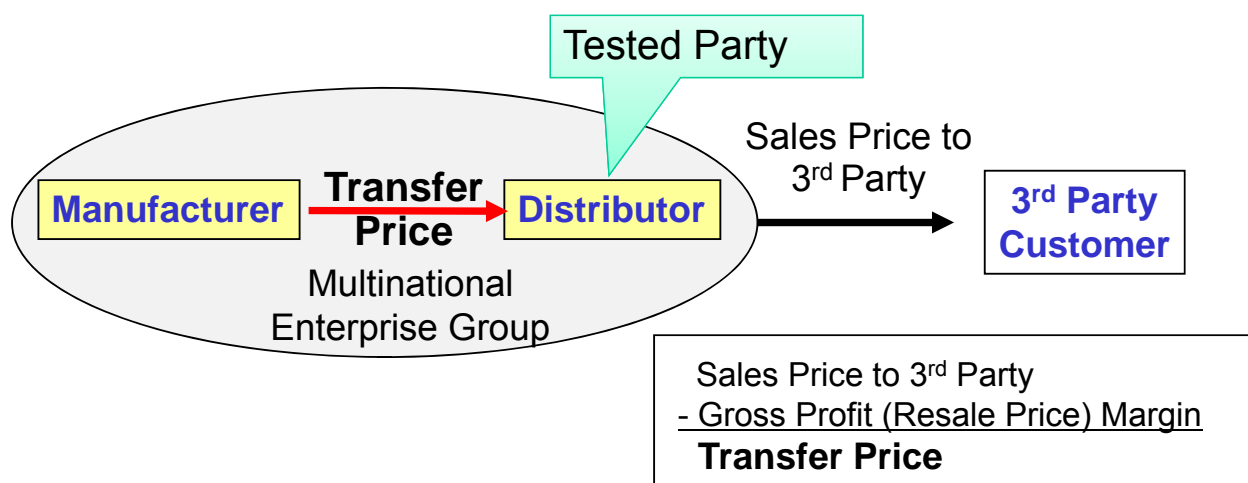 Tested Party
Sales Price to
3rd Party
Manufacturer
Transfer
Price
Distributor
3rd Party
Customer
Multinational
Enterprise Group
Sales Price to 3rd Party
- Gross Profit (Resale Price) Margin
Transfer Price